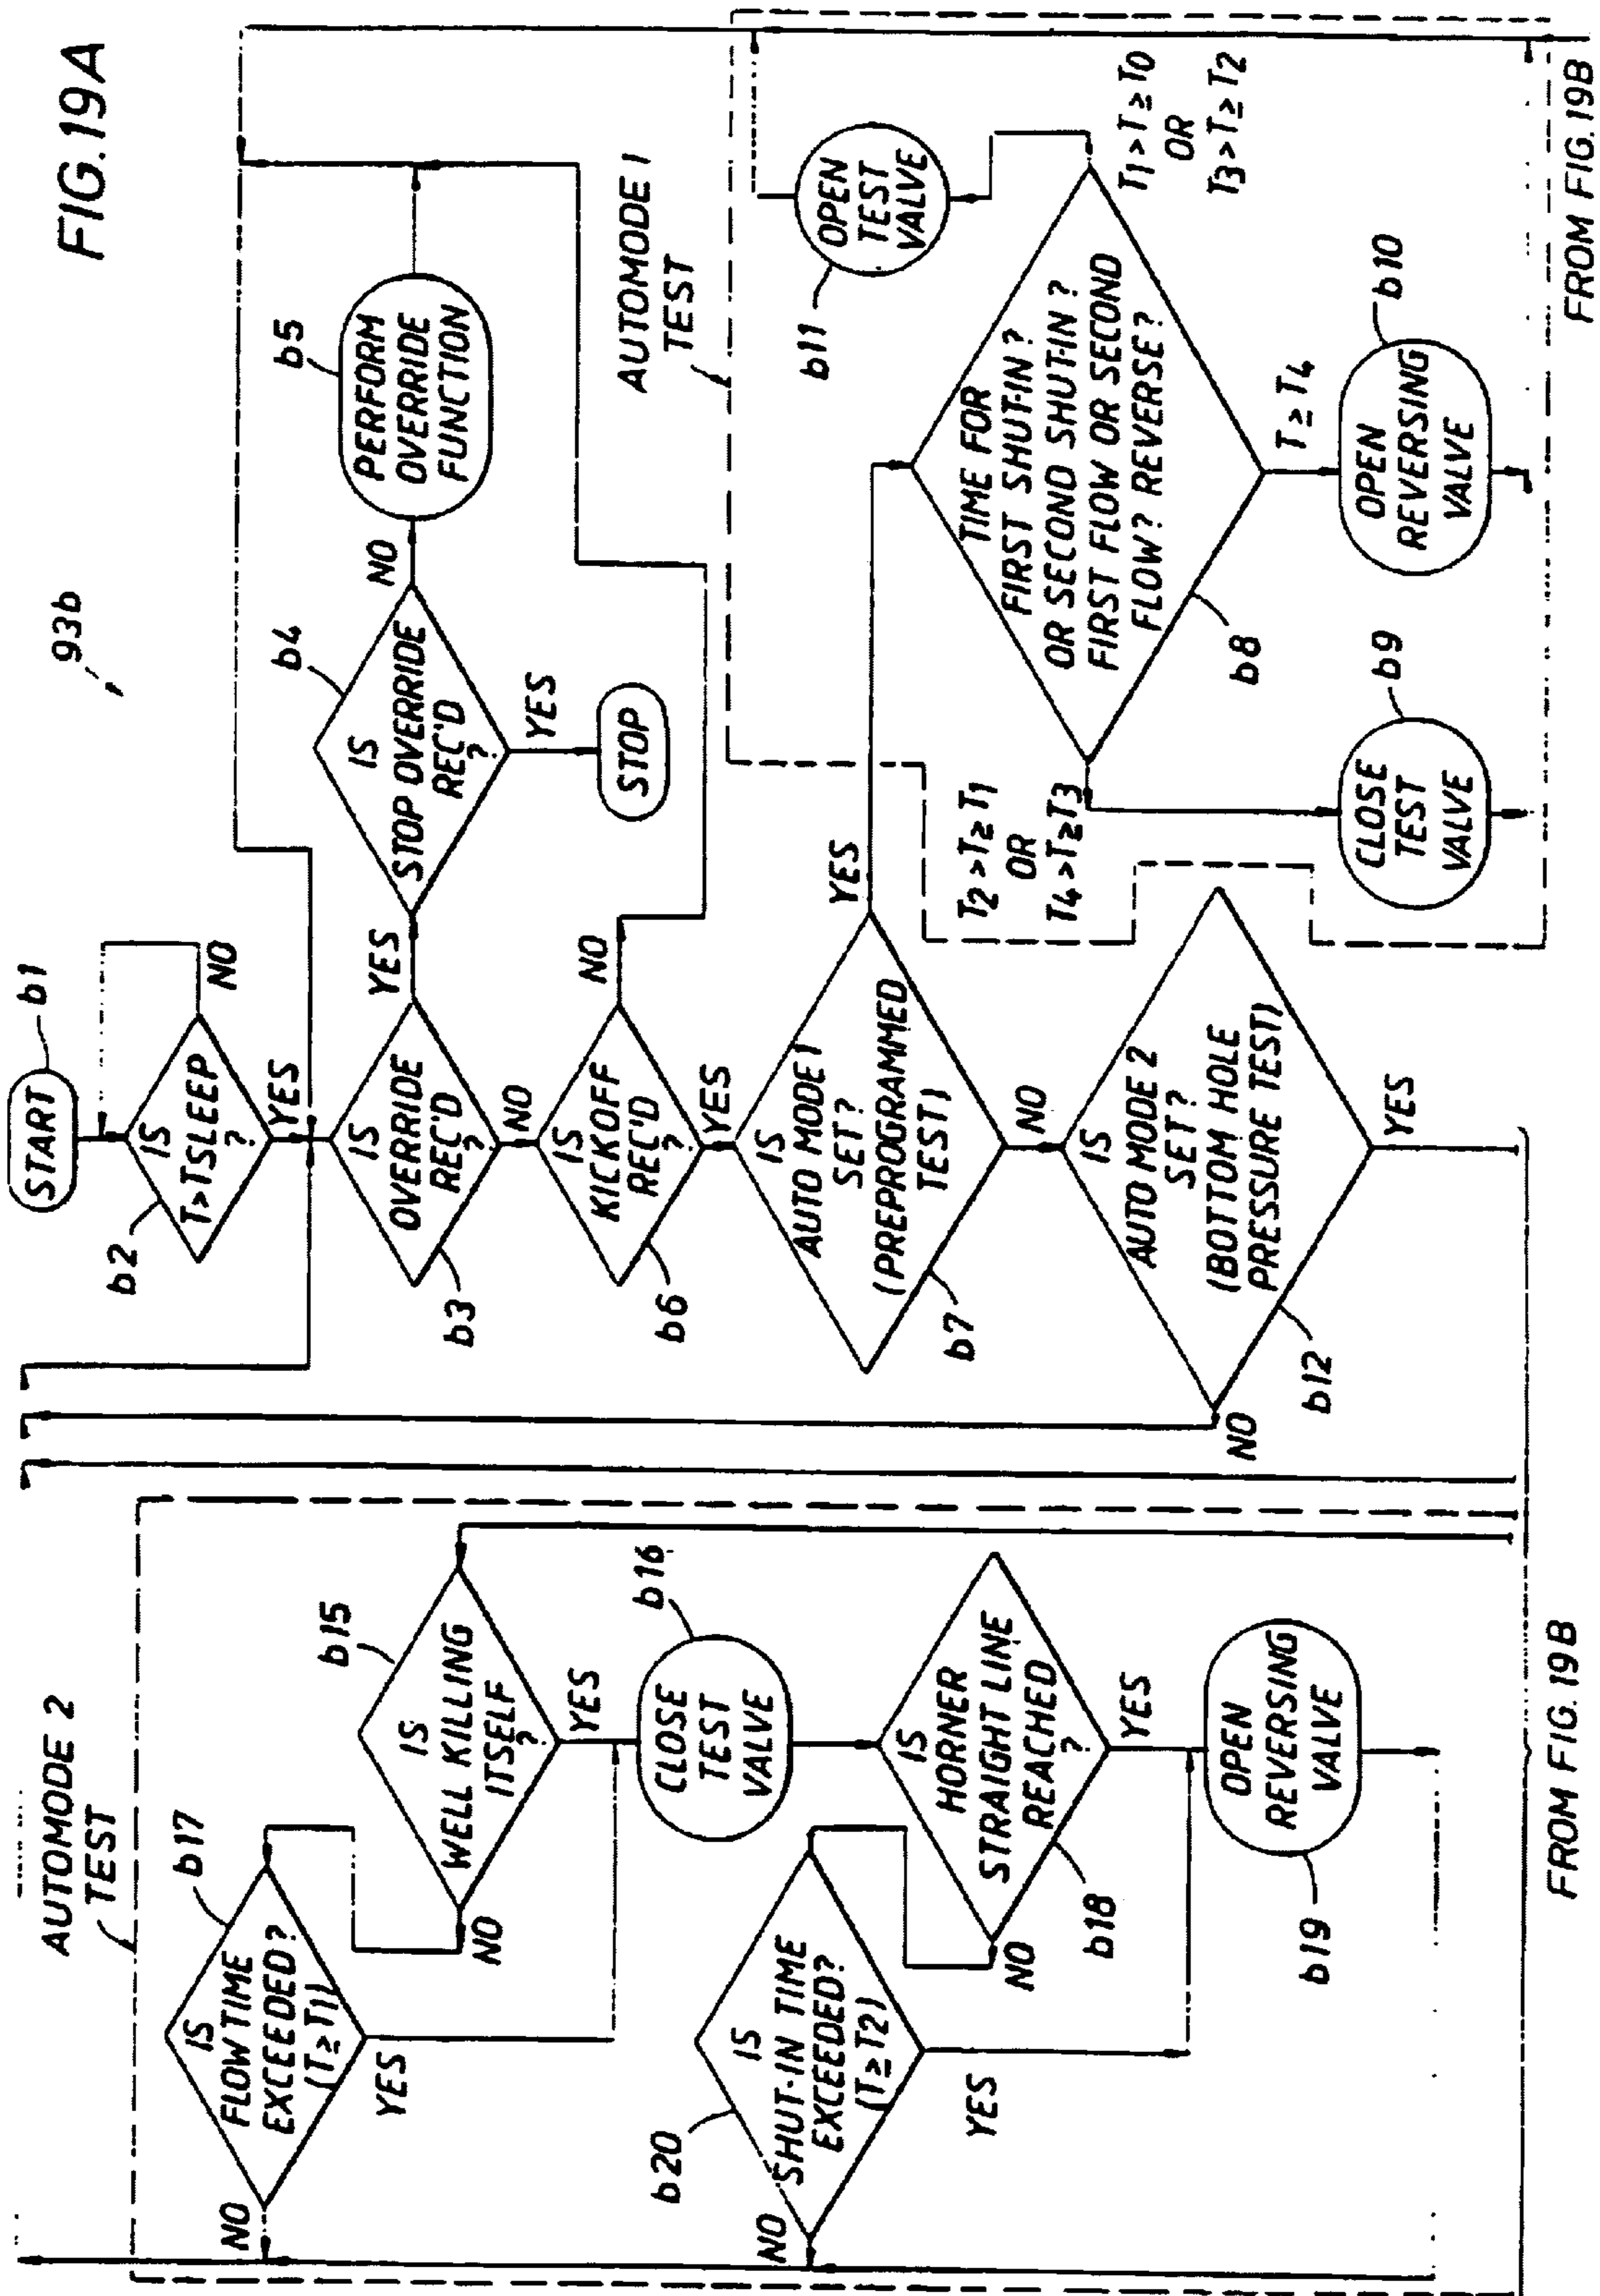 FIG.19A
93b
START
b1
IS
T>TSLEEP
?
b2
NO
YES
IS
OVERRIDE
REC'D
?
b3
YES
NO
IS
STOP OVERRIDE
REC'D
?
b4
NO
YES
STOP
PERFORM
OVERRIDE
FUNCTION
b5
IS
KICKOFF
REC'D
?
b6
NO
YES
IS
AUTO MODE 1
SET?
(PREPROGRAMMED
TEST)
b7
YES
NO
AUTOMODE 1
TEST
TIME FOR
FIRST SHUT-IN?
OR SECOND SHUT-IN?
FIRST FLOW OR SECOND
FLOW? REVERSE?
b8
T2>T≥T1
OR
T4>T≥T3
CLOSE
TEST
VALVE
b9
T≥T4
OPEN
REVERSING
VALVE
b10
T1>T≥T0
OR
T3>T≥T2
OPEN
TEST
VALVE
b11
IS
AUTO MODE 2
SET?
(BOTTOM HOLE
PRESSURE TEST)
b12
NO
YES
FROM FIG.19B
AUTOMODE 2
TEST
IS
WELL KILLING
ITSELF
?
b15
NO
YES
CLOSE
TEST
VALVE
b16
IS
FLOW TIME
EXCEEDED?
(T≥T1)
b17
NO
YES
IS
HORNER
STRAIGHT LINE
REACHED
?
b18
NO
YES
OPEN
REVERSING
VALVE
b19
IS
SHUT-IN TIME
EXCEEDED?
(T≥T2)
b20
NO
YES
FROM FIG.19B